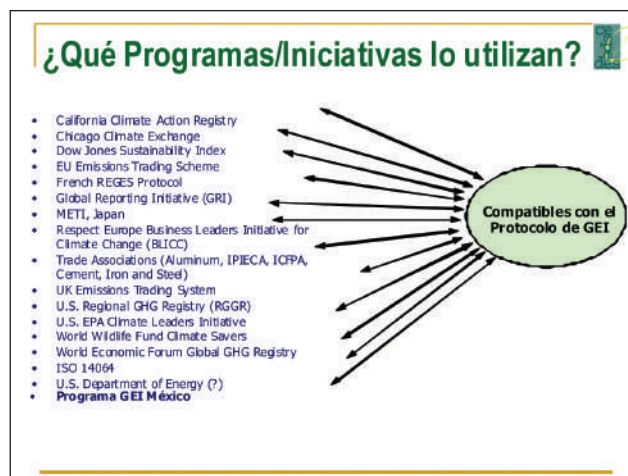 ¿Qué Programas/Iniciativas lo utilizan?
• California Climate Action Registry
• Chicago Climate Exchange
• Dow Jones Sustainability Index
• EU Emissions Trading Scheme
• French REGES Protocol
• Global Reporting Initiative (GRI)
• METI, Japan
• Respect Europe Business Leaders Initiative for
Climate Change (BLICC)
• Trade Associations (Aluminum, IPIECA, ICFPA,
Cement, Iron and Steel)
• UK Emissions Trading System
• U.S. Regional GHG Registry (RGGR)
• U.S. EPA Climate Leaders Initiative
• World Wildlife Fund Climate Savers
• World Economic Forum Global GHG Registry
• ISO 14064
• U.S. Department of Energy (?)
• Programa GEI México
Compatibles con el
Protocolo de GEI